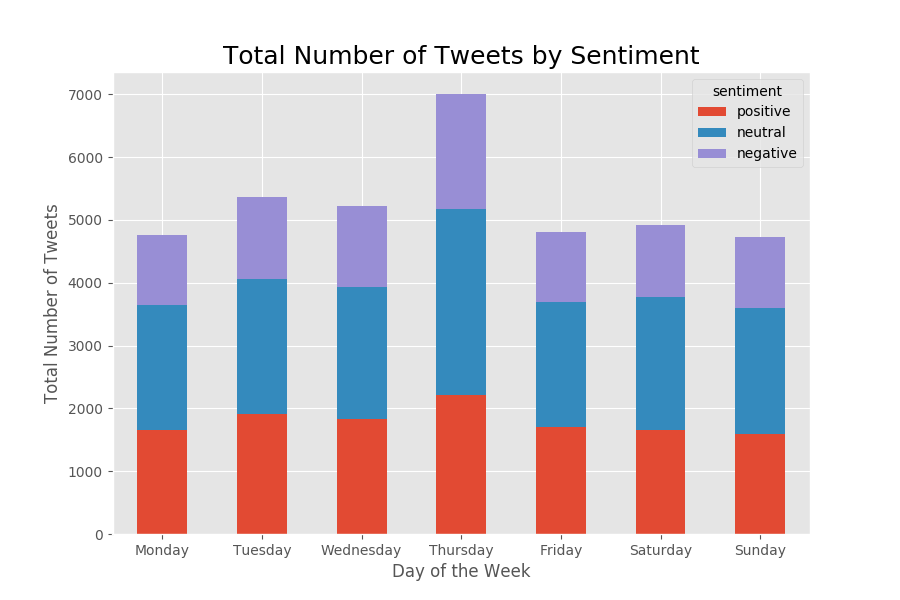 Total Number of Tweets by Sentiment
sentiment
positive
neutral
negative
Total Number of Tweets
7000
6000
5000
4000
3000
2000
1000
0
Monday Tuesday Wednesday Thursday Friday Saturday Sunday
Day of the Week